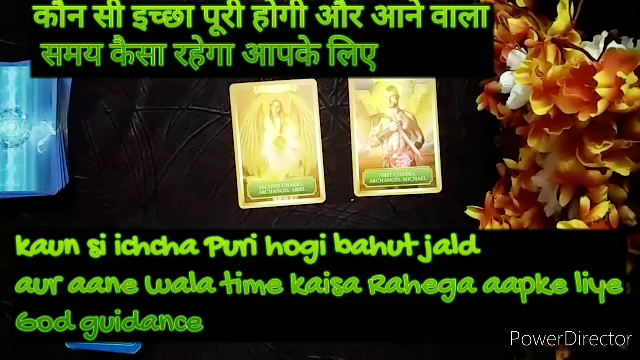 कौन सी इच्छा पूरी होगी और आने वाला
समय कैसा रहेगा आपके लिए
SECOND CHAKRA,
ARCHANGEL ARIEL
FIRST CHAKRA,
ARCHANGEL MICHAEL
kaun si ichcha Puri hogi bahut jald
aur aane wala time kaisa Rahega aapke liye
God guidance
PowerDirector